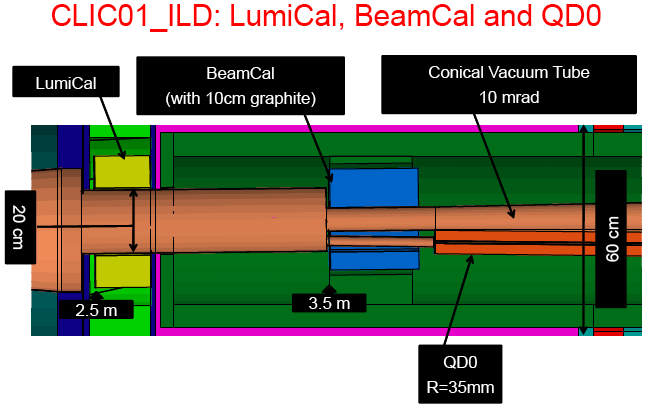 CLIC01_ILD: LumiCal, BeamCal and QD0
LumiCal
BeamCal
(with 10cm graphite)
Conical Vacuum Tube
10 mrad
20 cm
60 cm
2.5 m
3.5 m
QD0
R=35mm